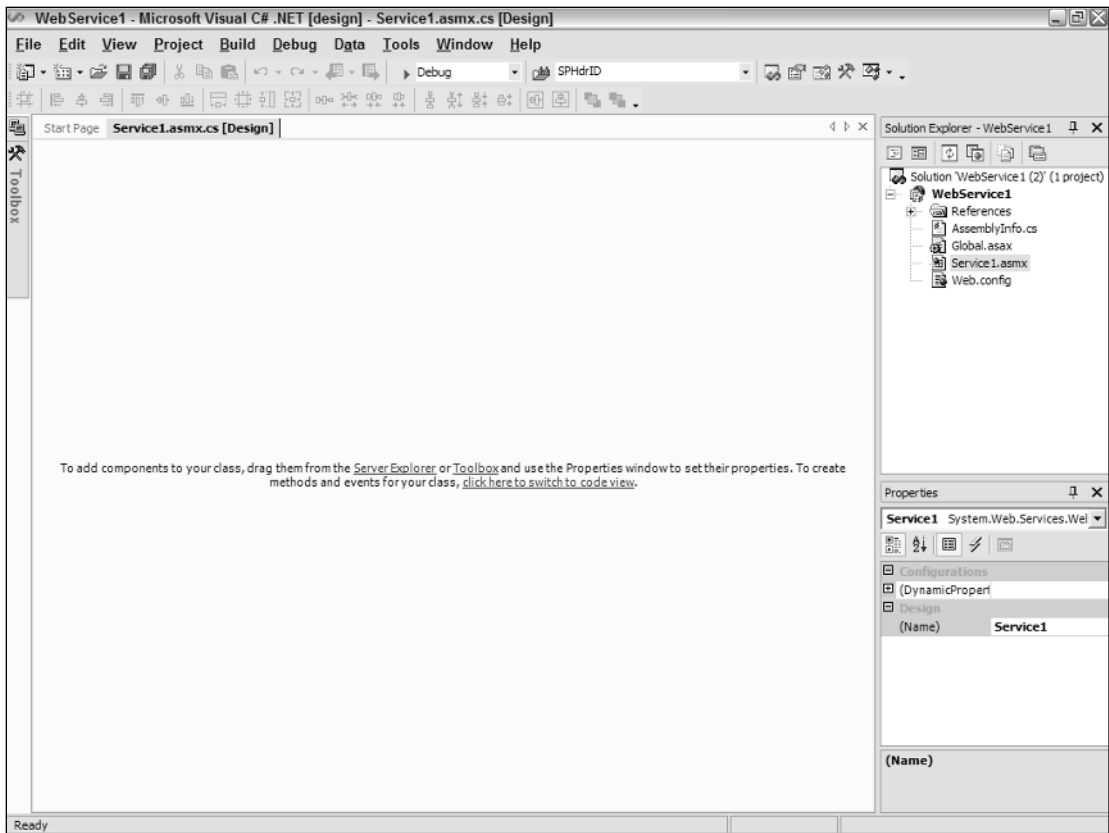 WebService1 - Microsoft Visual C# .NET [design] - Service1.asmx.cs [Design]
File Edit View Project Build Debug Data Tools Window Help
Debug SPHdrID
Start Page Service1.asmx.cs [Design]
Toolbox
To add components to your class, drag them from the Server Explorer or Toolbox and use the Properties window to set their properties. To create
methods and events for your class, click here to switch to code view.
Solution Explorer - WebService1
Solution 'WebService1 (2)' (1 project)
WebService1
References
AssemblyInfo.cs
Global.asax
Service1.asmx
Web.config
Properties
Service1 System.Web.Services.Wel
Configurations
(DynamicPropert
Design
(Name) Service1
(Name)
Ready